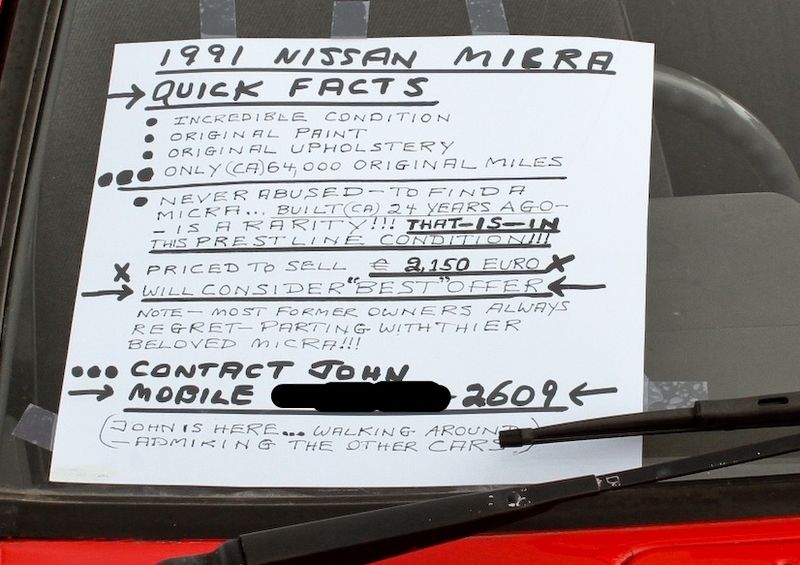 1991 NISSAN MICRA
→ QUICK FACTS
• INCREDIBLE CONDITION
• ORIGINAL PAINT
• ORIGINAL UPHOLSTERY
••• ONLY (CA) 64,000 ORIGINAL MILES
• NEVER ABUSED - TO FIND A
MICRA... BUILT (CA) 24 YEARS AGO-
- IS A RARITY!!! THAT-IS-IN
THIS PRESTLINE CONDITION!!!
X PRICED TO SELL € 2,150 EURO X
→ WILL CONSIDER "BEST" OFFER ←
NOTE - MOST FORMER OWNERS ALWAYS
REGRET - PARTING WITH THIER
BELOVED MICRA!!!
••• CONTACT JOHN
→ MOBILE -2609 ←
(JOHN IS HERE... WALKING AROUND
- ADMIKING THE OTHER CARS)